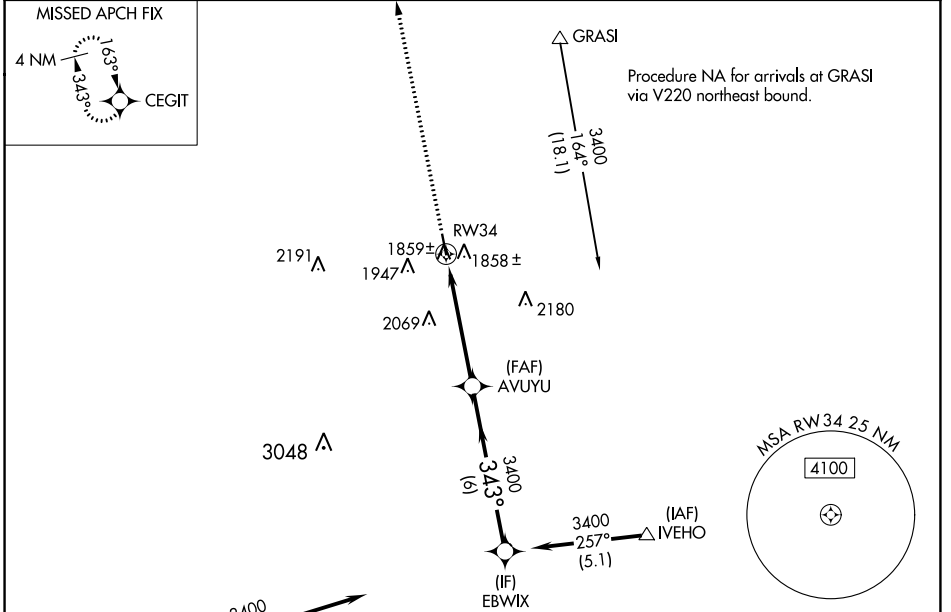 MISSED APCH FIX
4 NM
163°
343°
CEGIT
GRASI
Procedure NA for arrivals at GRASI
via V220 northeast bound.
3400
164°
(18.1)
RW34
1859±
1858±
2191
1947
2180
2069
(FAF)
AVUYU
3048
3400
343°
(6)
MSA RW34 25 NM
4100
3400
257°
(5.1)
(IAF)
IVEHO
(IF)
EBWIX
3400